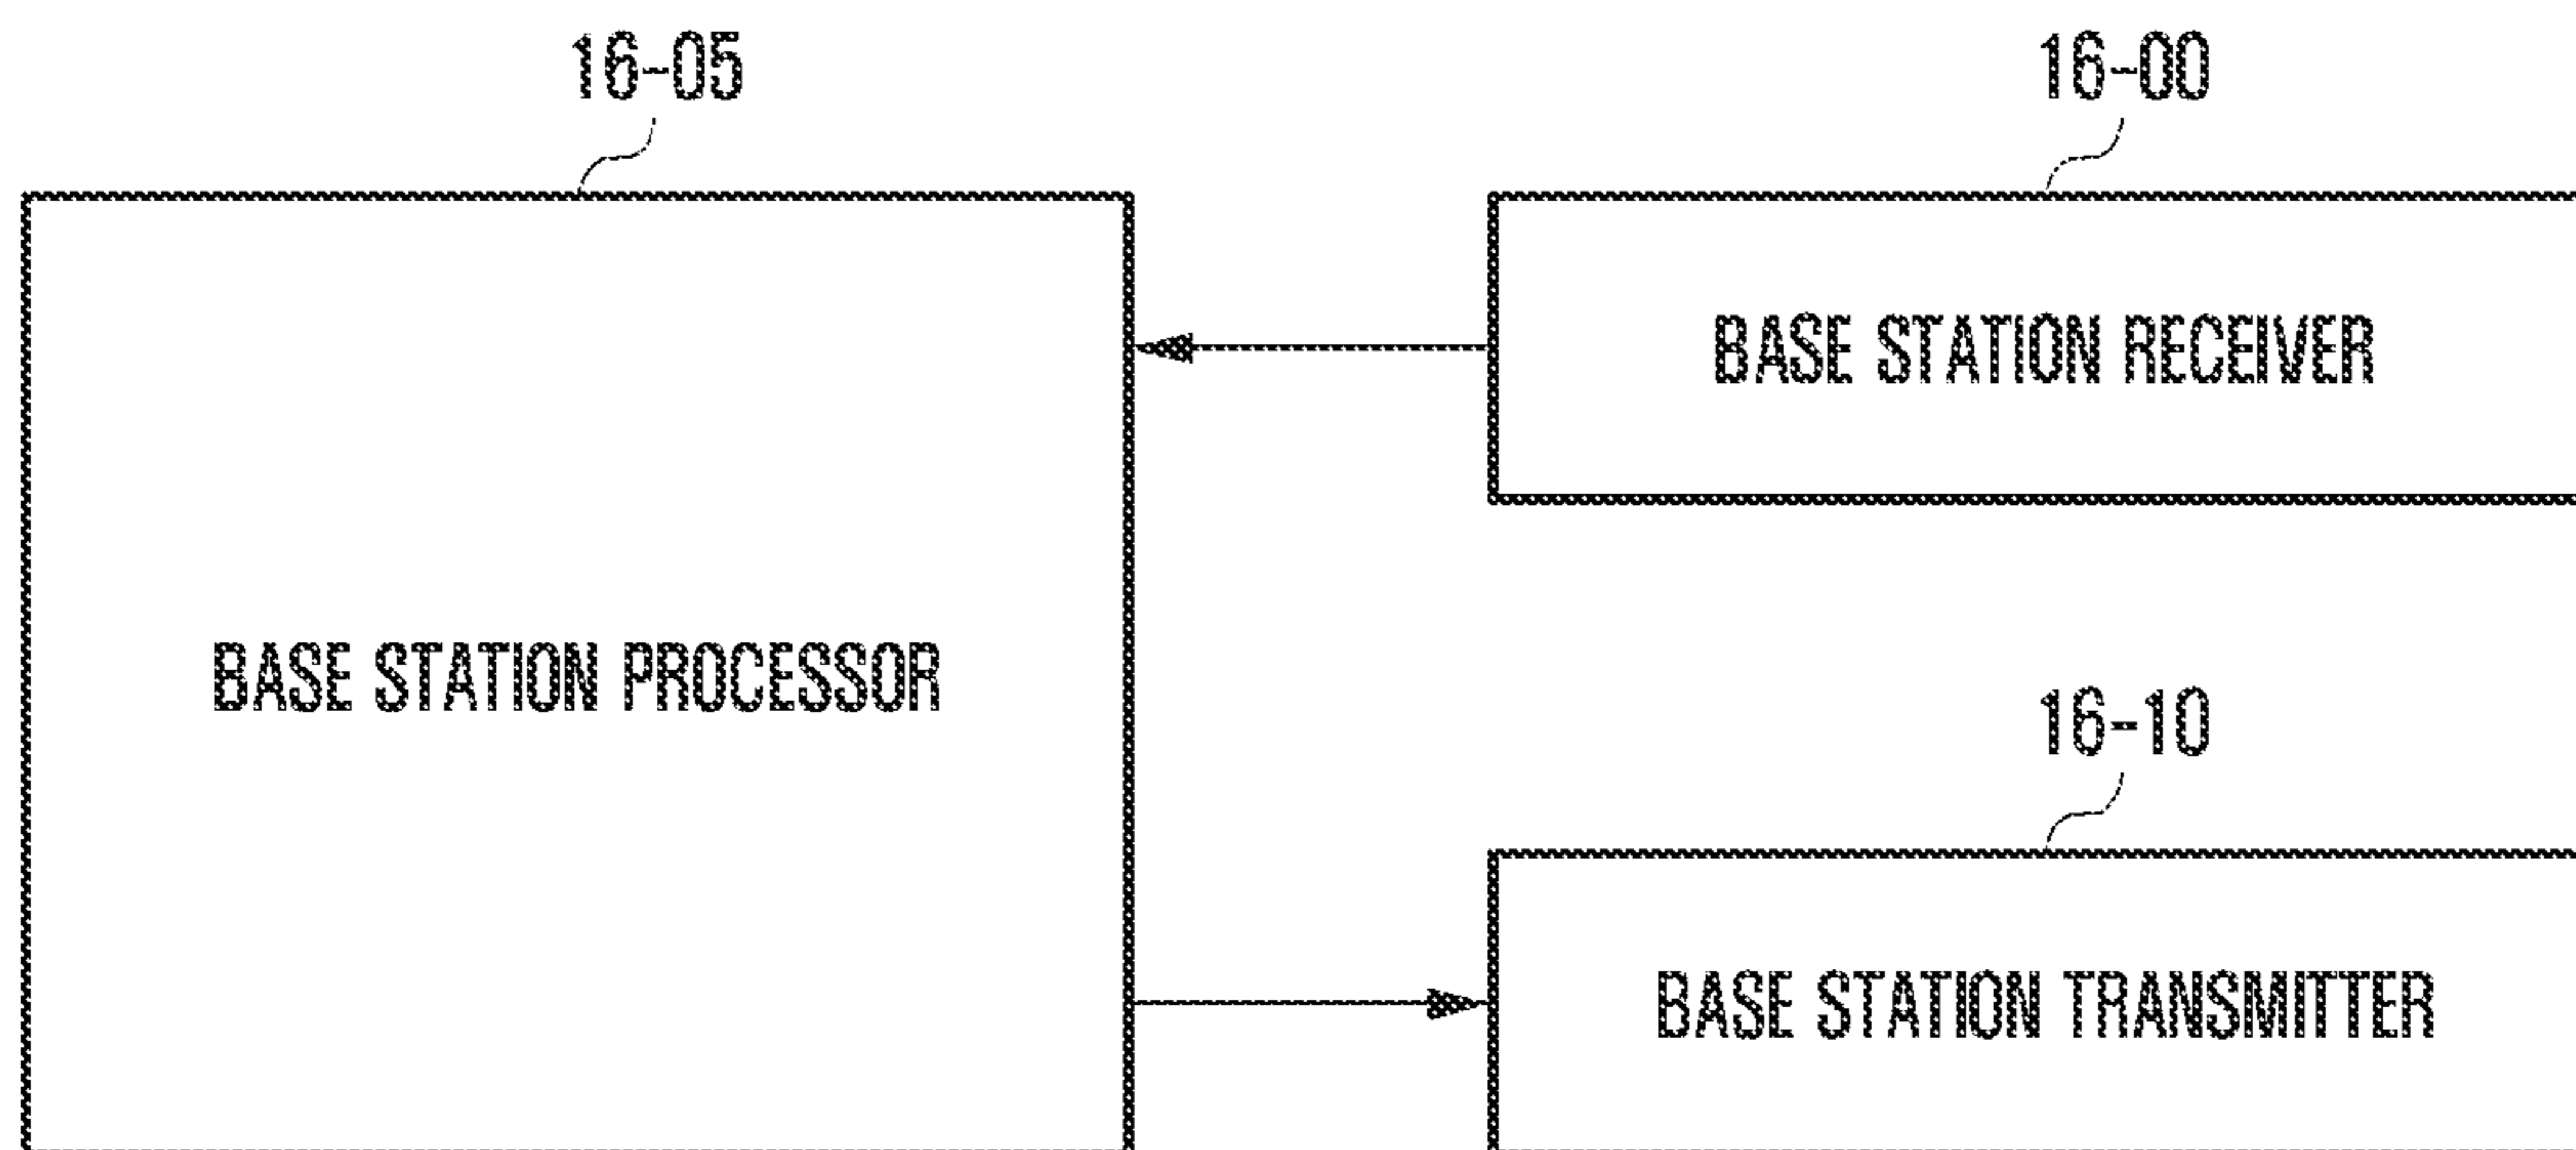 16-05
16-00
BASE STATION RECEIVER
BASE STATION PROCESSOR
16-10
BASE STATION TRANSMITTER